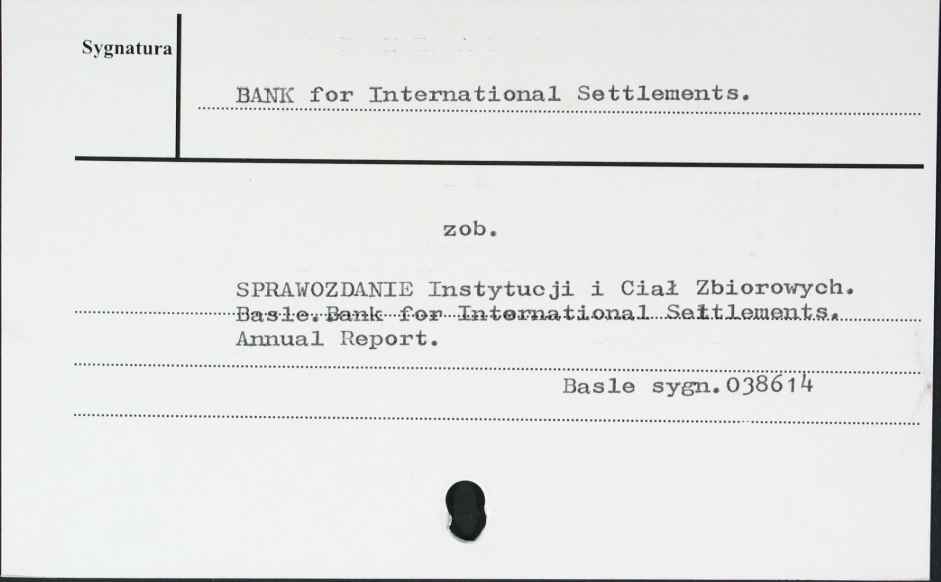 Sygnatura
BANK for International Settlements.
zob.
SPRAWOZDANIE Instytucji i Ciał Zbiorowych.
Basle. Bank for International Settlements.
Annual Report.
Basle sygn. 038614